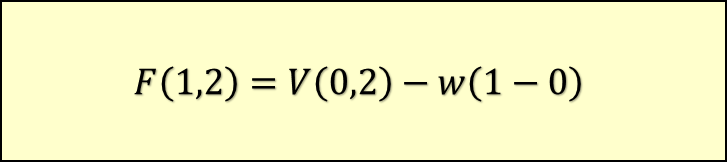 F(1,2) = V(0,2) − w(1 − 0)